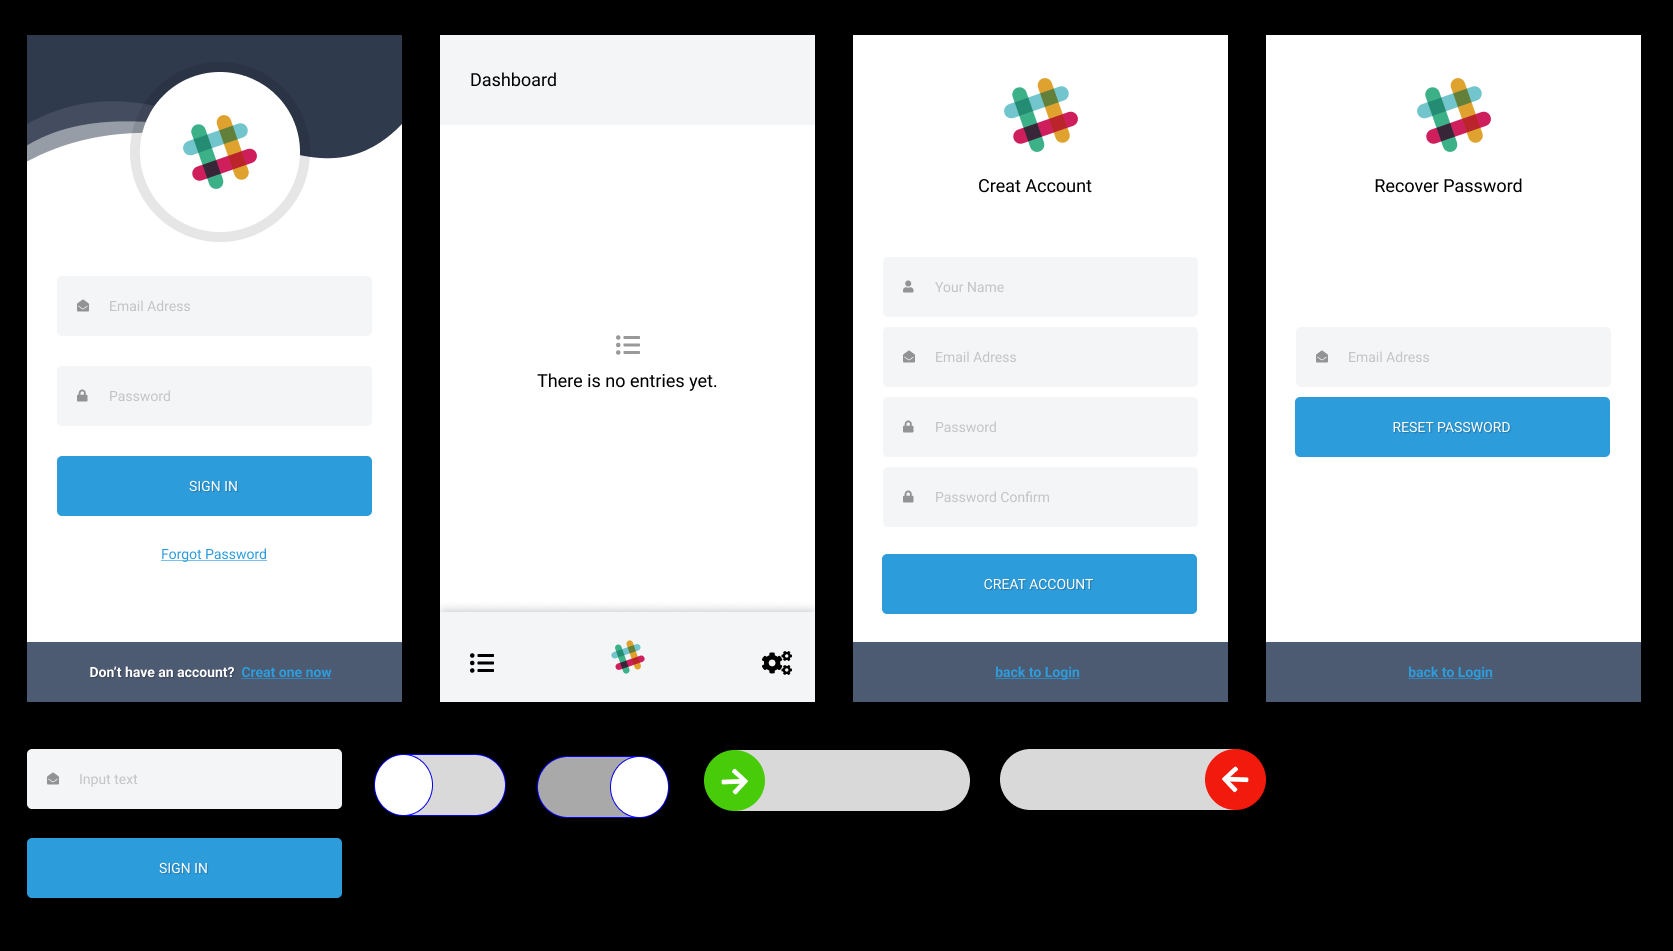 Email Adress
Password
SIGN IN
Forgot Password
Don't have an account? Creat one now
Dashboard
There is no entries yet.
Creat Account
Your Name
Email Adress
Password
Password Confirm
CREAT ACCOUNT
back to Login
Recover Password
Email Adress
RESET PASSWORD
back to Login
Input text
SIGN IN